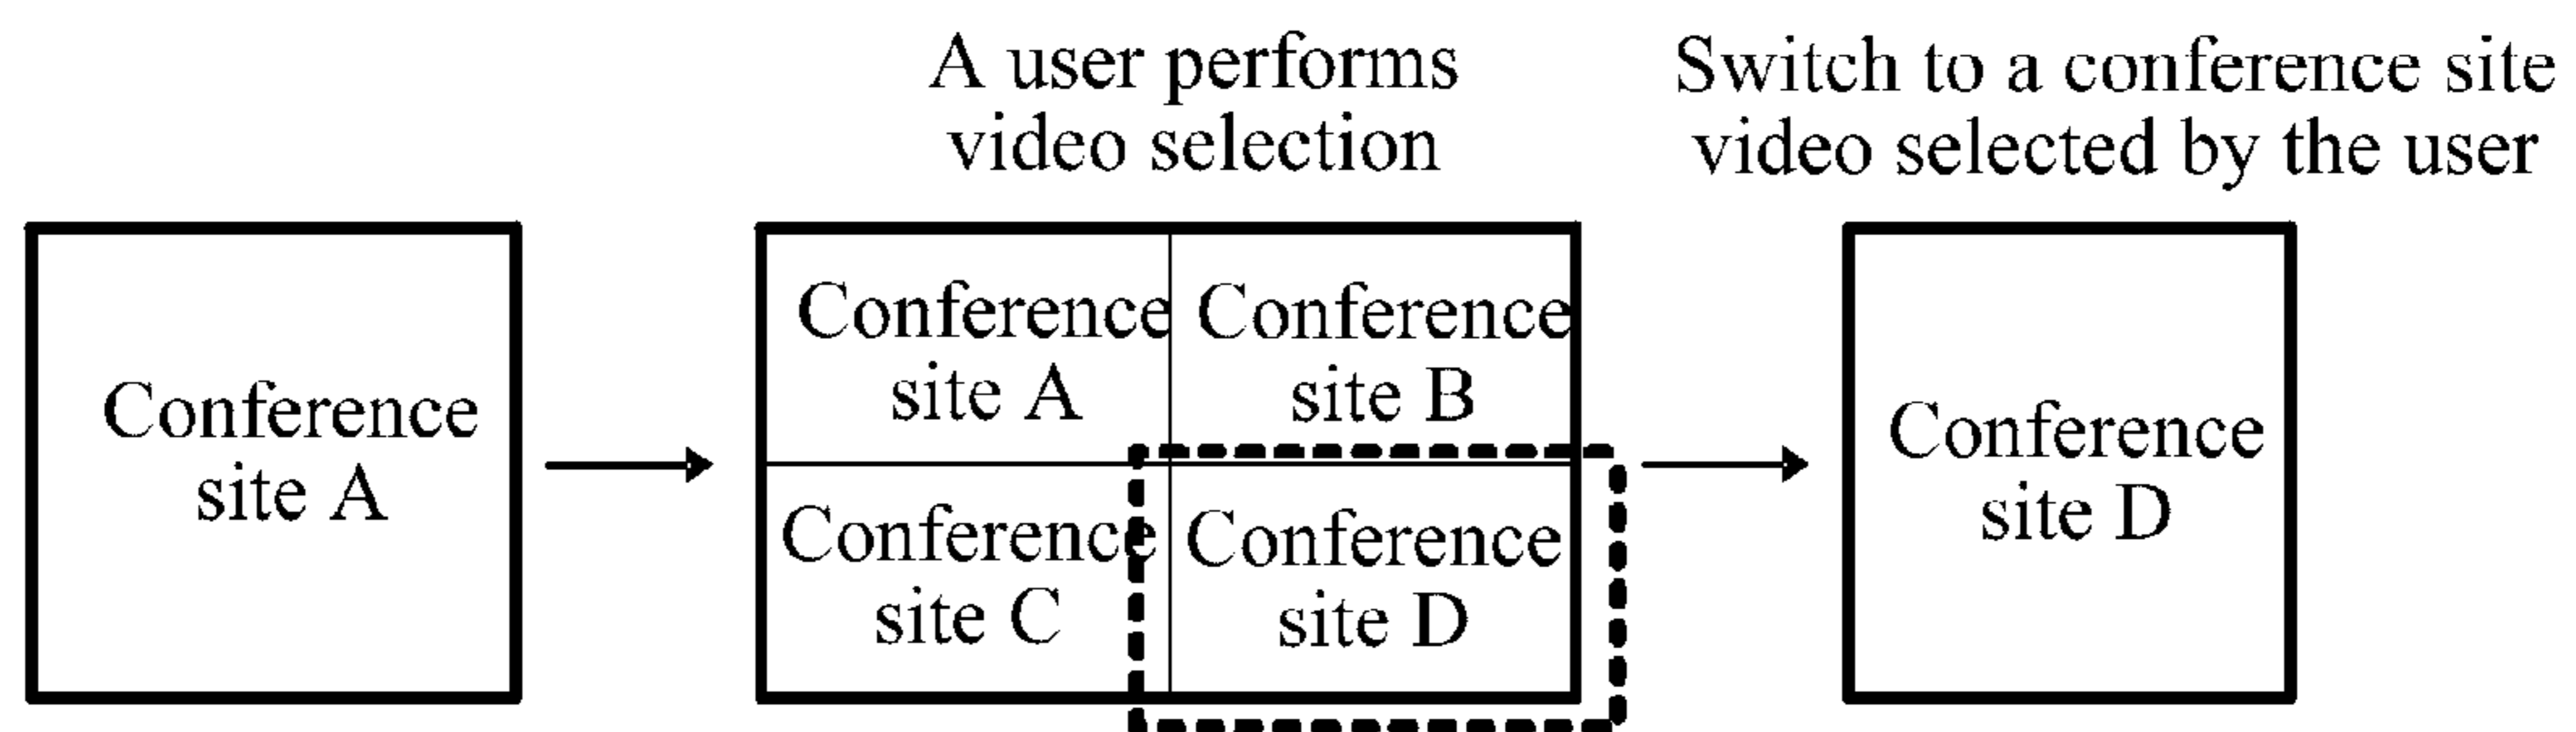 A user performs
video selection
Switch to a conference site
video selected by the user
Conference
site A
Conference
site A
Conference
site B
Conference
site C
Conference
site D
Conference
site D